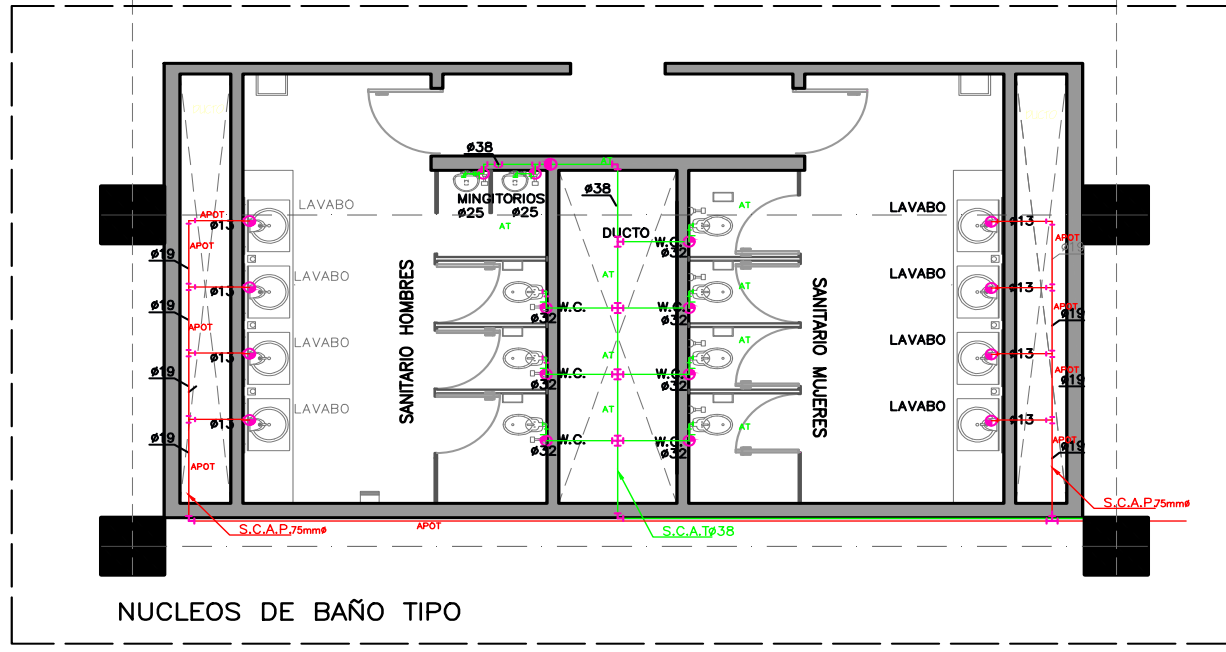 ø38
MINGITORIOS
ø25
ø25
AT
ø38
DUCTO
AT
AT
AT
AT
LAVABO
LAVABO
LAVABO
LAVABO
APOT
APOT
APOT
APOT
APOT
ø13
ø13
ø13
ø13
ø19
ø19
ø19
ø19
SANITARIO HOMBRES
W.C.
ø32
W.C.
ø32
W.C.
ø32
W.C.
ø32
W.C.
ø32
W.C.
ø32
W.C.
ø32
AT
AT
AT
AT
SANITARIO MUJERES
LAVABO
LAVABO
LAVABO
LAVABO
ø13
ø13
ø13
ø13
APOT
APOT
APOT
APOT
ø19
ø19
ø19
ø19
S.C.A.P.75mmø
APOT
S.C.A.Tø38
S.C.A.P.75mmø
NUCLEOS DE BAÑO TIPO